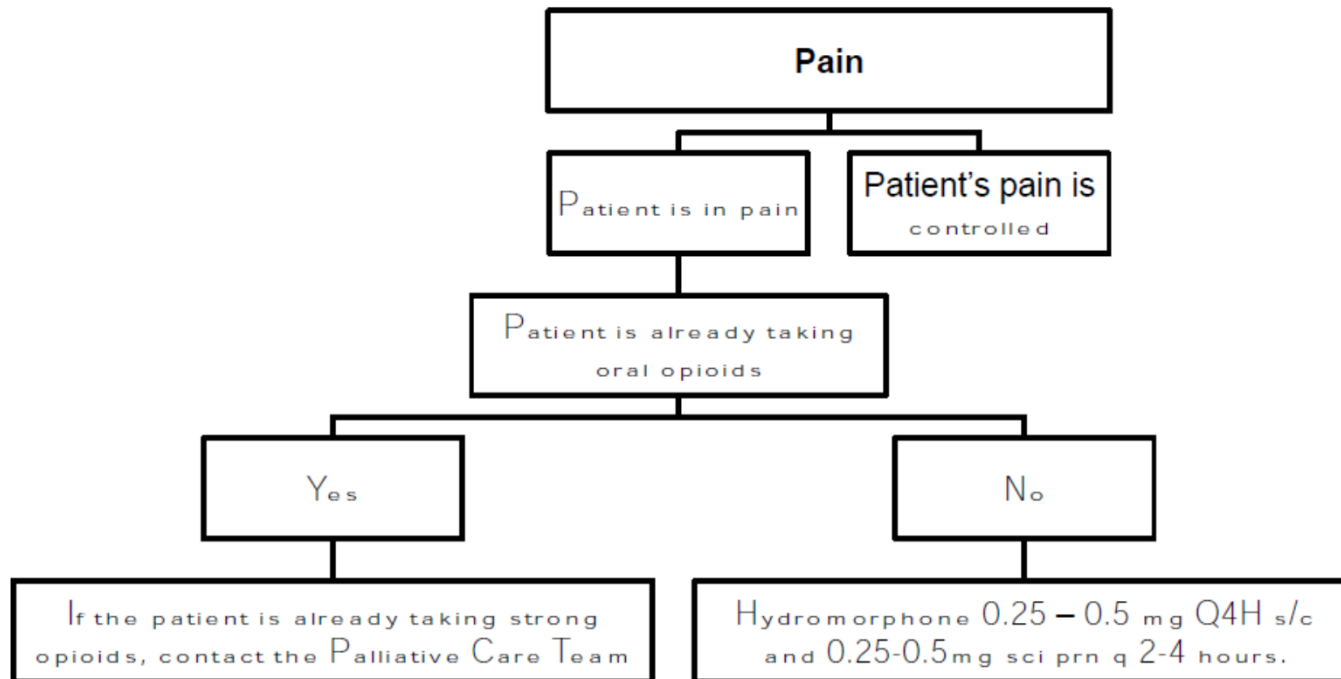 Pain
Patient is in pain
Patient's pain is
controlled
Patient is already taking
oral opioids
Yes
No
If the patient is already taking strong
opioids, contact the Palliative Care Team
Hydromorphone 0.25 – 0.5 mg Q4H s/c
and 0.25-0.5mg sci prn q 2-4 hours.